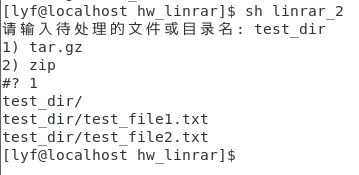 [lyf@localhost hw_linrar]$ sh linrar_2
请输入待处理的文件或目录名: test_dir
1) tar.gz
2) zip
#? 1
test_dir/
test_dir/test_file1.txt
test_dir/test_file2.txt
[lyf@localhost hw_linrar]$